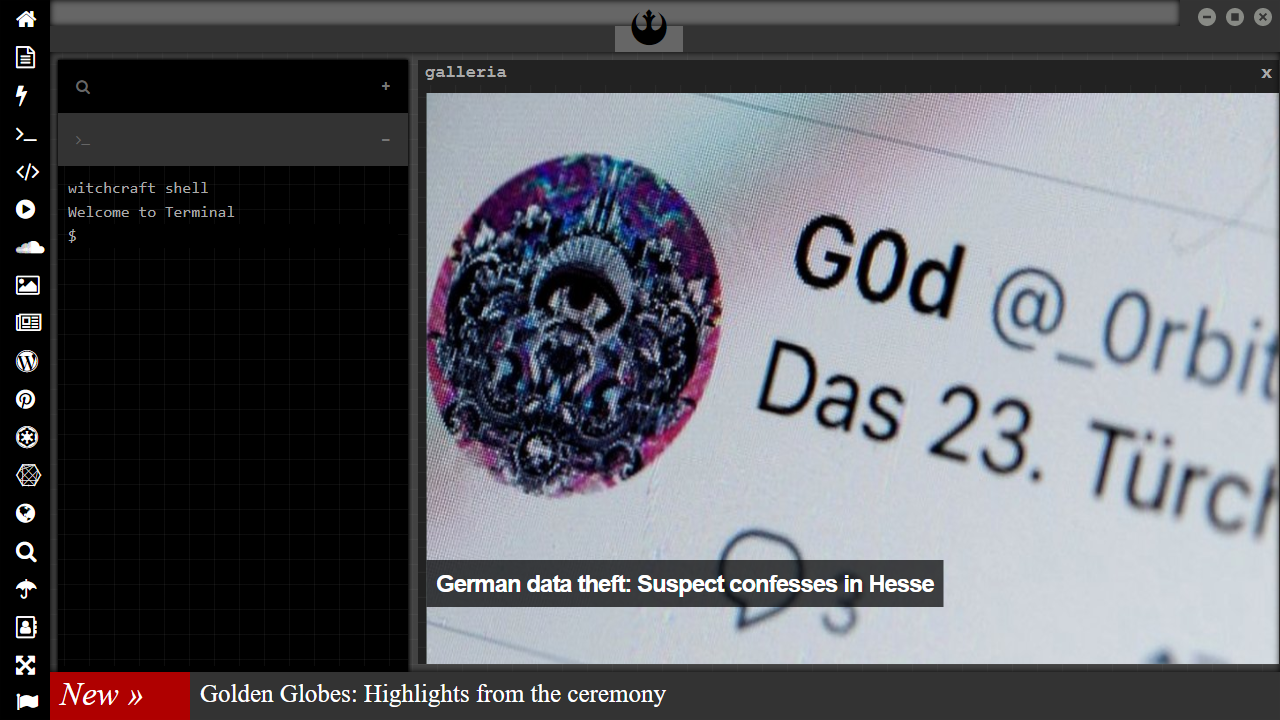 galleria
x
>_
witchcraft shell
Welcome to Terminal
$
G0d @_0rbit
Das 23. Türch
3
German data theft: Suspect confesses in Hesse
New »
Golden Globes: Highlights from the ceremony